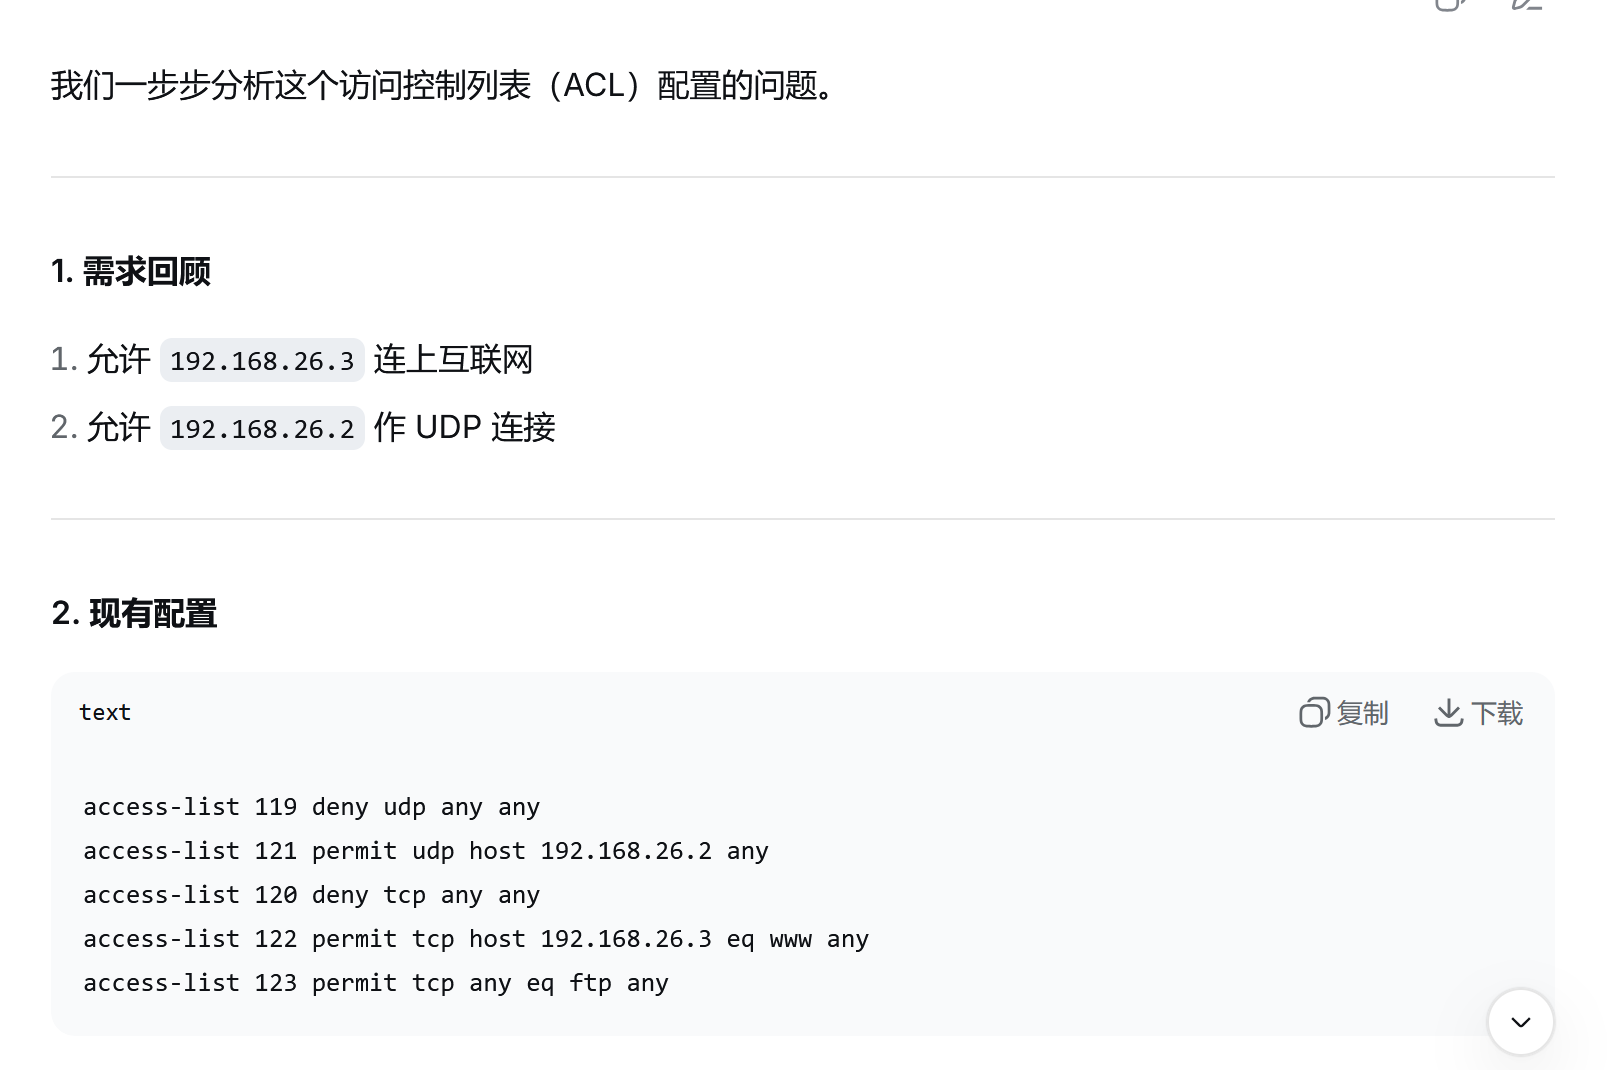 我们一步步分析这个访问控制列表（ACL）配置的问题。
1. 需求回顾
1. 允许 192.168.26.3 连上互联网
2. 允许 192.168.26.2 作 UDP 连接
2. 现有配置
text 复制 下载
access-list 119 deny udp any any
access-list 121 permit udp host 192.168.26.2 any
access-list 120 deny tcp any any
access-list 122 permit tcp host 192.168.26.3 eq www any
access-list 123 permit tcp any eq ftp any